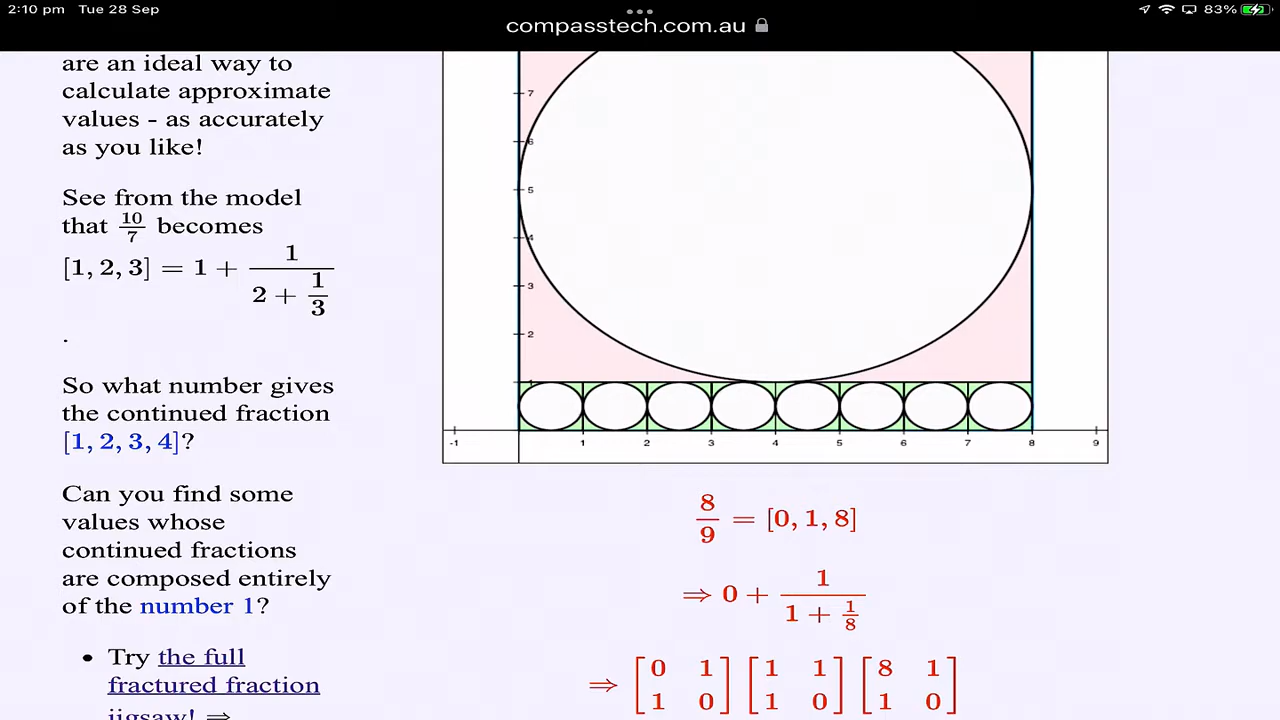 2:10 pm Tue 28 Sep
83%
compasstech.com.au
are an ideal way to
calculate approximate
values - as accurately
as you like!
See from the model
that 10/7 becomes
[1, 2, 3] = 1 + 1/(2 + 1/3)
.
So what number gives
the continued fraction
[1, 2, 3, 4]?
Can you find some
values whose
continued fractions
are composed entirely
of the number 1?
• Try the full
fractured fraction
jigsaw! ⇒
7
6
5
4
3
2
1
-1 1 2 3 4 5 6 7 8 9
8/9 = [0, 1, 8]
⇒ 0 + 1/(1 + 1/8)
⇒ [0 1] [1 1] [8 1]
[1 0] [1 0] [1 0]